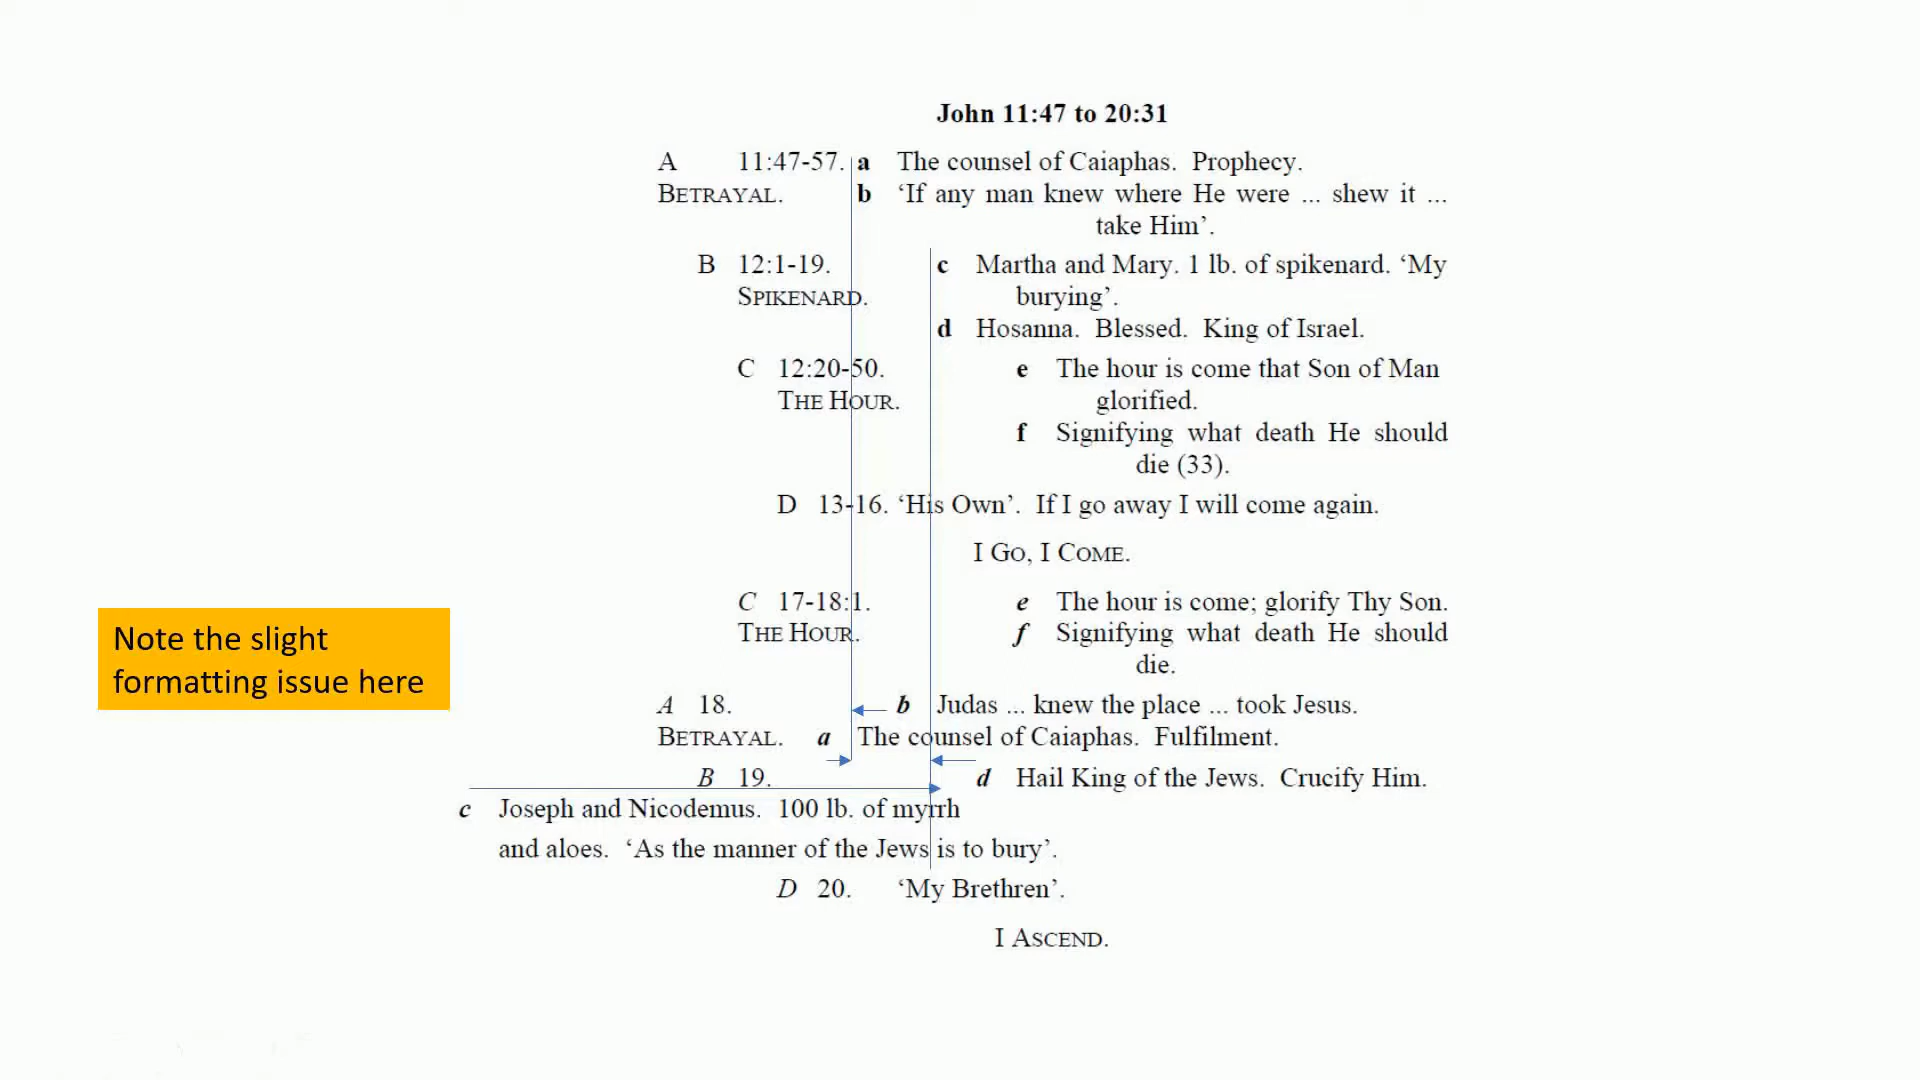 John 11:47 to 20:31
A 11:47-57. a The counsel of Caiaphas. Prophecy.
BETRAYAL. b ‘If any man knew where He were ... shew it ...
take Him’.
B 12:1-19. c Martha and Mary. 1 lb. of spikenard. ‘My
SPIKENARD. burying’.
d Hosanna. Blessed. King of Israel.
C 12:20-50. e The hour is come that Son of Man
THE HOUR. glorified.
f Signifying what death He should
die (33).
D 13-16. ‘His Own’. If I go away I will come again.
I GO, I COME.
C 17-18:1. e The hour is come; glorify Thy Son.
THE HOUR. f Signifying what death He should
die.
Note the slight
formatting issue here
A 18. b Judas ... knew the place ... took Jesus.
BETRAYAL. a The counsel of Caiaphas. Fulfilment.
B 19. d Hail King of the Jews. Crucify Him.
c Joseph and Nicodemus. 100 lb. of myrrh
and aloes. ‘As the manner of the Jews is to bury’.
D 20. ‘My Brethren’.
I ASCEND.